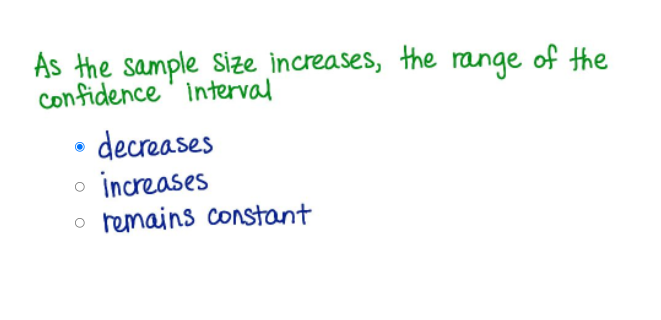 As the sample size increases, the range of the
confidence interval
decreases
increases
remains constant